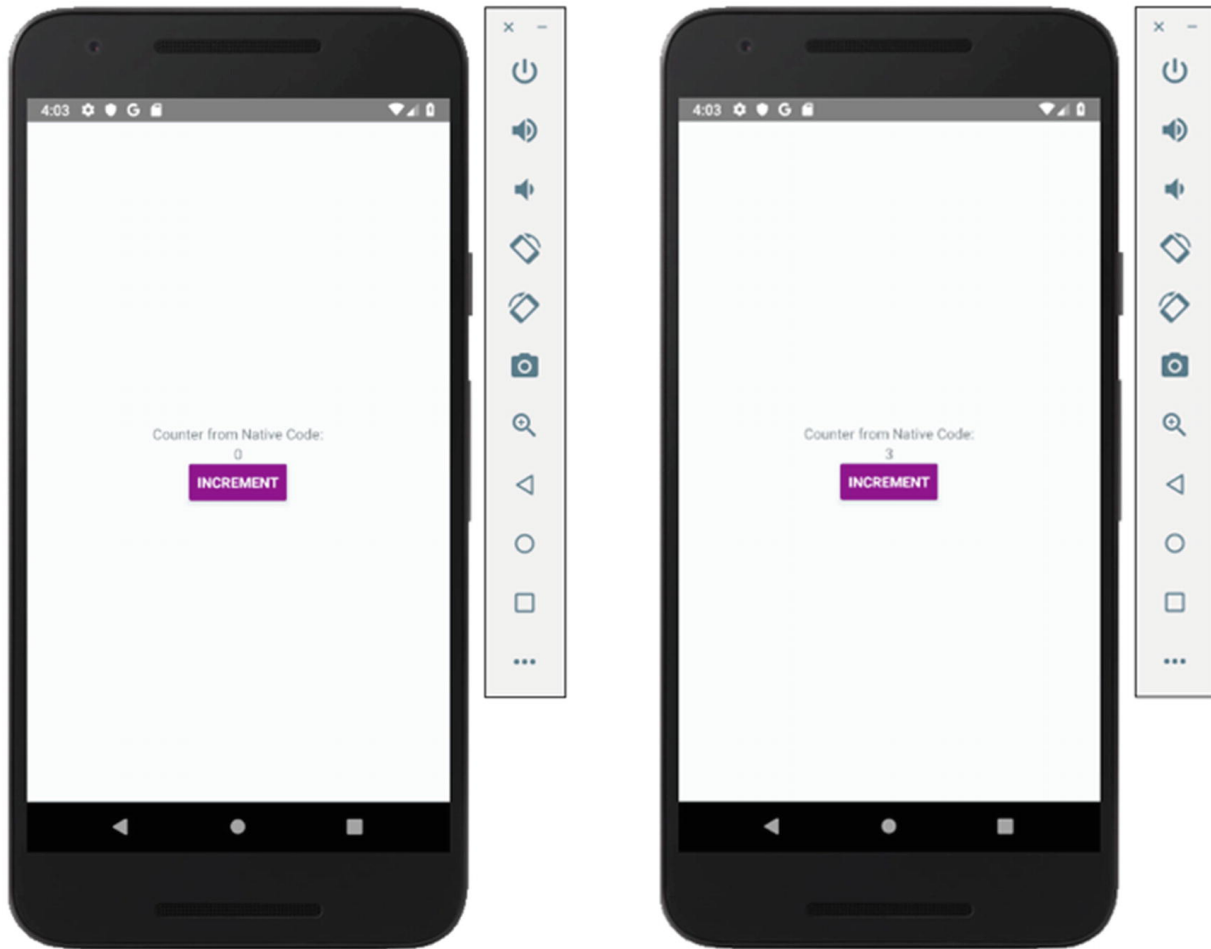 4:03 G
Counter from Native Code:
0
INCREMENT
4:03 G
Counter from Native Code:
3
INCREMENT